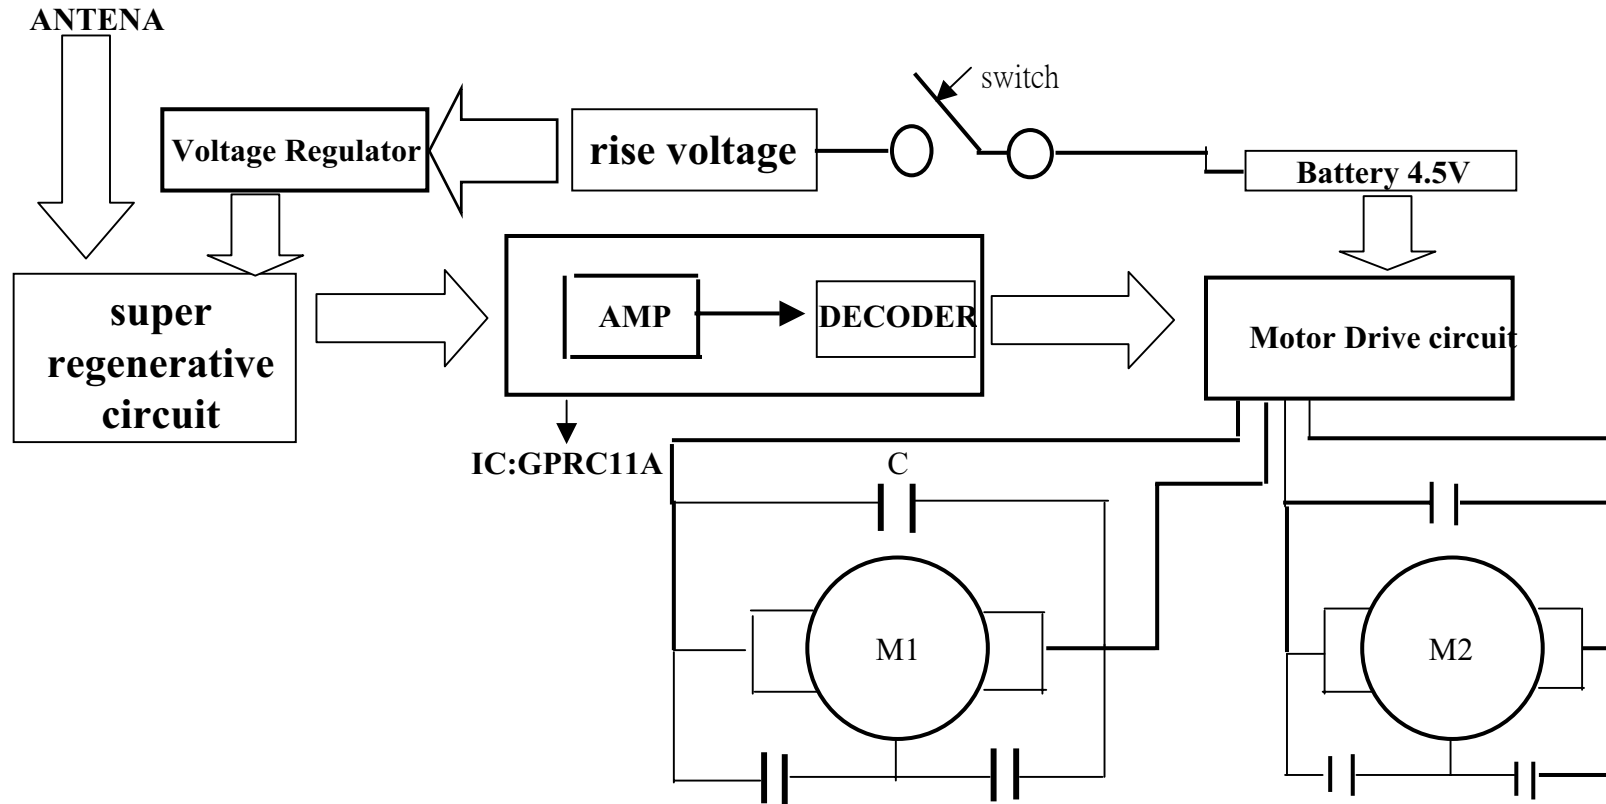 ANTENA
switch
Voltage Regulator
rise voltage
Battery 4.5V
super
regenerative
circuit
AMP
DECODER
Motor Drive circuit
IC:GPRC11A
C
M1
M2